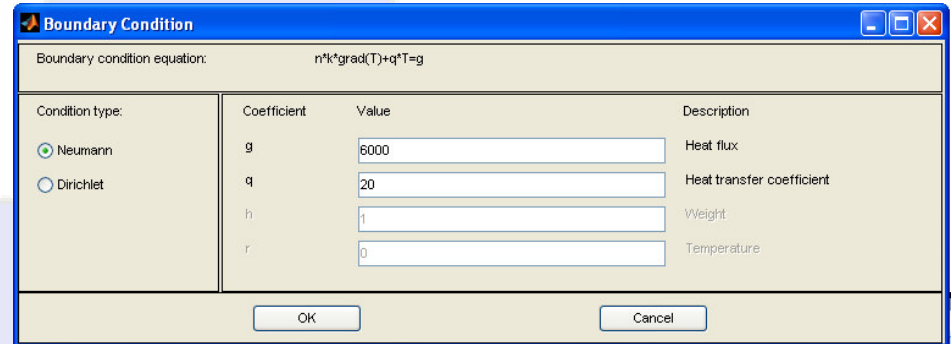 Boundary Condition
Boundary condition equation: n*k*grad(T)+q*T=g
Condition type: Coefficient Value Description
Neumann g 6000 Heat flux
Dirichlet q 20 Heat transfer coefficient
h 1 Weight
r 0 Temperature
OK Cancel